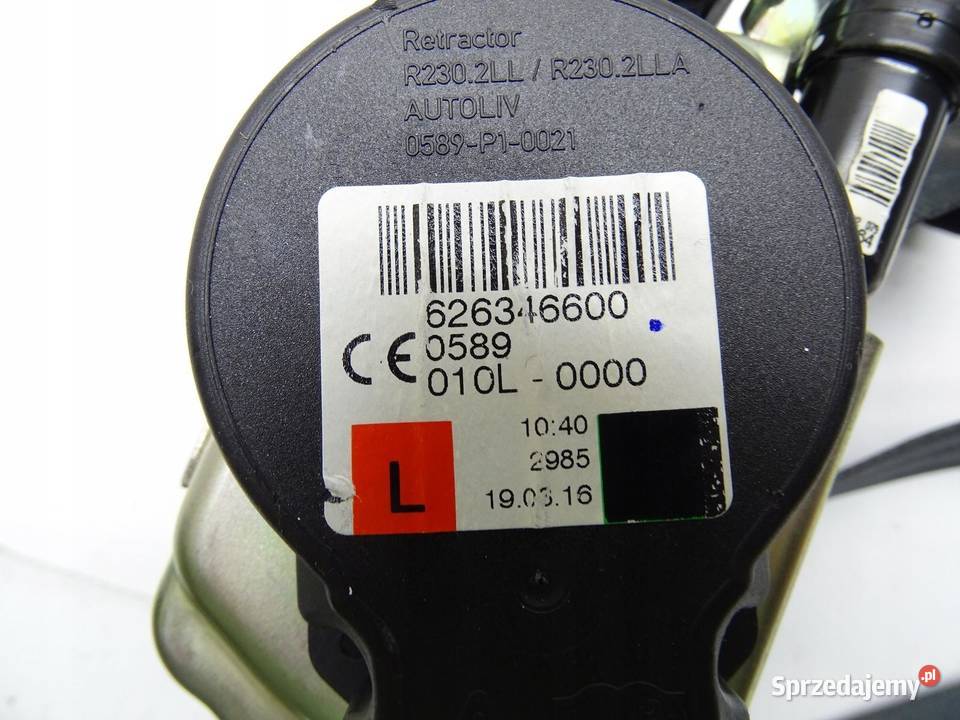 Retractor
R230.2LL / R230.2LLA
AUTOLIV
0589-P1-0021
626346600
CE 0589
010L - 0000
10:40
2985
19.03.16
L
8
Sprzedajemy.pl